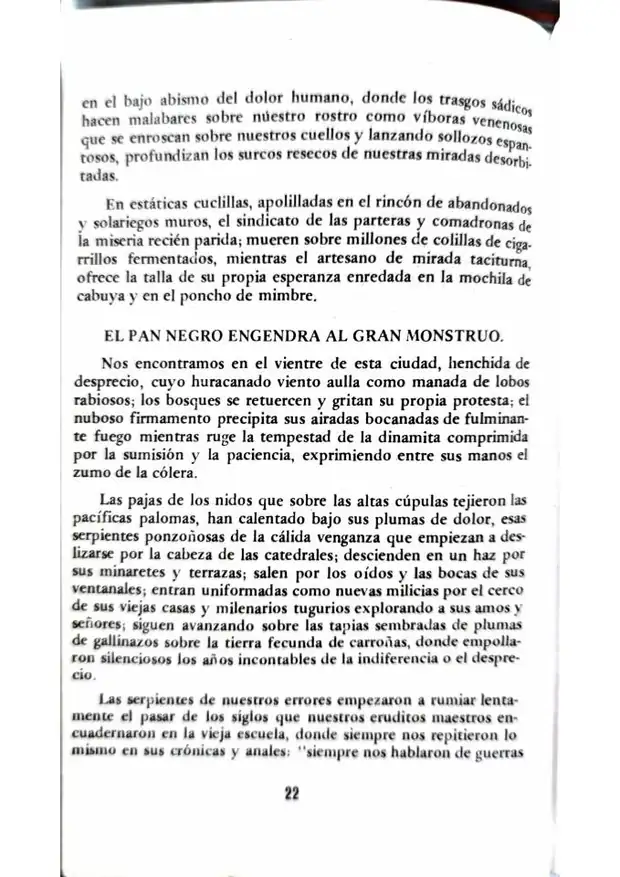 en el bajo abismo del dolor humano, donde los trasgos sádicos
hacen malabares sobre nuestro rostro como víboras venenosas
que se enroscan sobre nuestros cuellos y lanzando sollozos espan-
tosos, profundizan los surcos resecos de nuestras miradas desorbi-
tadas.
En estáticas cuclillas, apolilladas en el rincón de abandonados
y solariegos muros, el sindicato de las parteras y comadronas de
la miseria recién parida; mueren sobre millones de colillas de ciga-
rrillos fermentados, mientras el artesano de mirada taciturna,
ofrece la talla de su propia esperanza enredada en la mochila de
cabuya y en el poncho de mimbre.
EL PAN NEGRO ENGENDRA AL GRAN MONSTRUO.
Nos encontramos en el vientre de esta ciudad, henchida de
desprecio, cuyo huracanado viento aulla como manada de lobos
rabiosos; los bosques se retuercen y gritan su propia protesta; el
nuboso firmamento precipita sus airadas bocanadas de fulminan-
te fuego mientras ruge la tempestad de la dinamita comprimida
por la sumisión y la paciencia, exprimiendo entre sus manos el
zumo de la cólera.
Las pajas de los nidos que sobre las altas cúpulas tejieron las
pacíficas palomas, han calentado bajo sus plumas de dolor, esas
serpientes ponzoñosas de la cálida venganza que empiezan a des-
lizarse por la cabeza de las catedrales; descienden en un haz por
sus minaretes y terrazas; salen por los oídos y las bocas de sus
ventanales; entran uniformadas como nuevas milicias por el cerco
de sus viejas casas y milenarios tugurios explorando a sus amos y
señores; siguen avanzando sobre las tapias sembradas de plumas
de gallinazos sobre la tierra fecunda de carroñas, donde empolla-
ron silenciosos los años incontables de la indiferencia o el despre-
cio.
Las serpientes de nuestros errores empezaron a rumiar lenta-
mente el pasar de los siglos que nuestros eruditos maestros en-
cuadernaron en la vieja escuela, donde siempre nos repitieron lo
mismo en sus crónicas y anales: "siempre nos hablaron de guerras
22